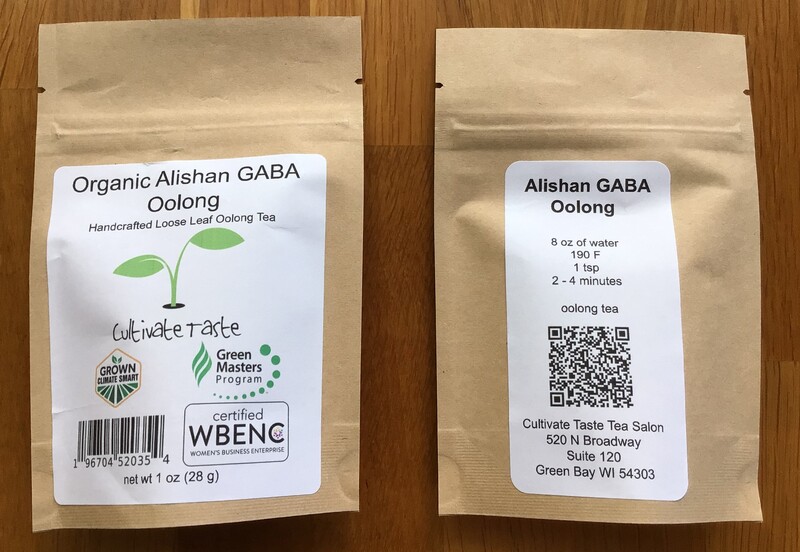 Organic Alishan GABA
Oolong
Handcrafted Loose Leaf Oolong Tea
Cultivate Taste
GROWN
CLIMATE SMART
Green
Masters
Program
certified
WBENC
WOMEN'S BUSINESS ENTERPRISE
1 96704 52035 4
net wt 1 oz (28 g)
Alishan GABA
Oolong
8 oz of water
190 F
1 tsp
2 - 4 minutes
oolong tea
Cultivate Taste Tea Salon
520 N Broadway
Suite 120
Green Bay WI 54303